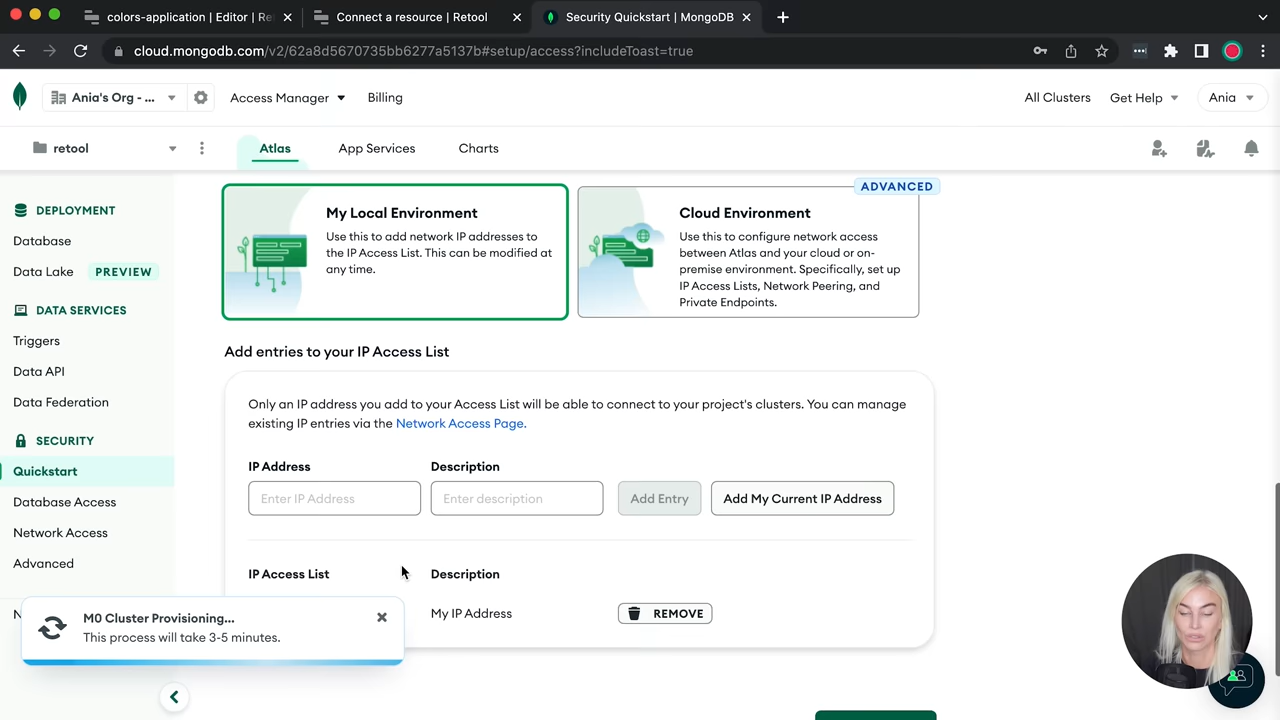 colors-application | Editor | Ret
Connect a resource | Retool
Security Quickstart | MongoDB
cloud.mongodb.com/v2/62a8d5670735bb6277a5137b#setup/access?includeToast=true
Ania's Org - ...
Access Manager
Billing
All Clusters
Get Help
Ania
retool
Atlas
App Services
Charts
DEPLOYMENT
Database
Data Lake
PREVIEW
DATA SERVICES
Triggers
Data API
Data Federation
SECURITY
Quickstart
Database Access
Network Access
Advanced
My Local Environment
Use this to add network IP addresses to
the IP Access List. This can be modified at
any time.
ADVANCED
Cloud Environment
Use this to configure network access
between Atlas and your cloud or on-
premise environment. Specifically, set up
IP Access Lists, Network Peering, and
Private Endpoints.
Add entries to your IP Access List
Only an IP address you add to your Access List will be able to connect to your project's clusters. You can manage
existing IP entries via the Network Access Page.
IP Address
Description
Enter IP Address
Enter description
Add Entry
Add My Current IP Address
IP Access List
Description
My IP Address
REMOVE
M0 Cluster Provisioning...
This process will take 3-5 minutes.